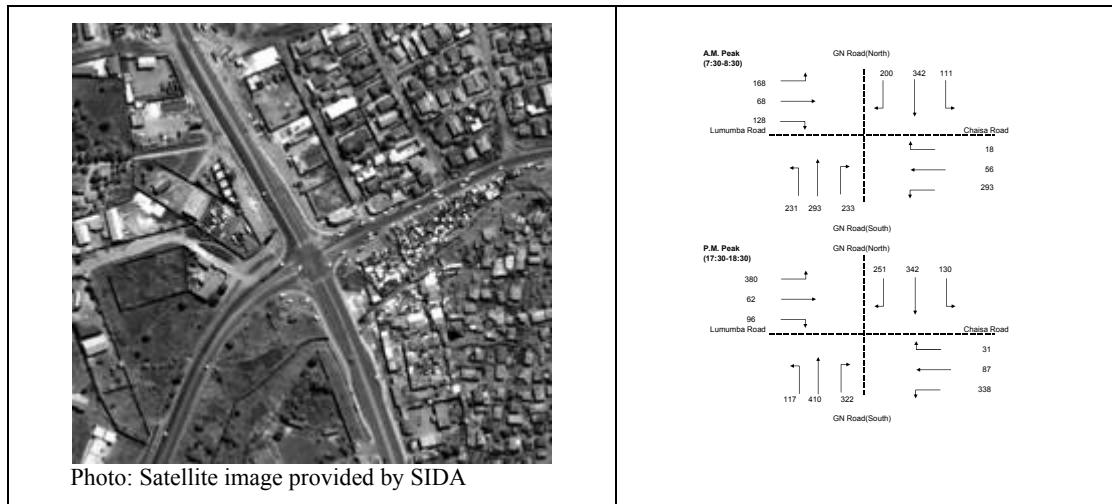 Photo: Satellite image provided by SIDA
A.M. Peak
(7:30-8:30)
GN Road(North)
168
68
128
200 342 111
Lumumba Road
Chaisa Road
18
56
293
231 293 233
GN Road(South)
P.M. Peak
(17:30-18:30)
GN Road(North)
380
62
96
251 342 130
Lumumba Road
Chaisa Road
31
87
338
117 410 322
GN Road(South)